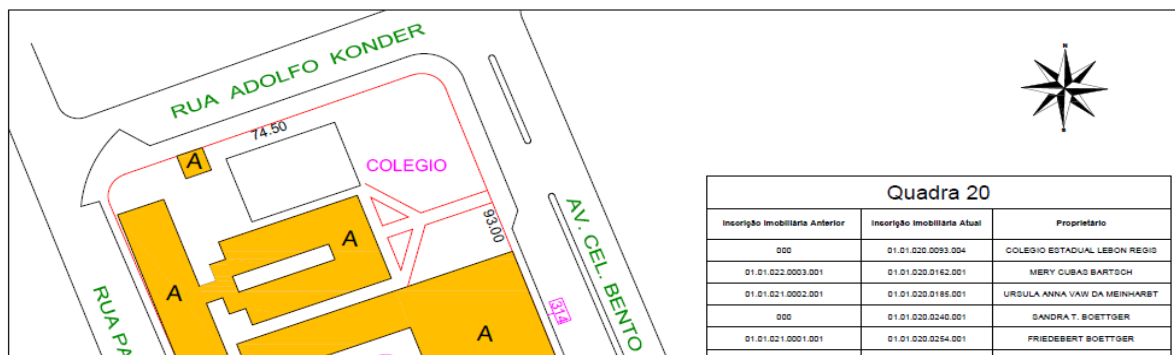 RUA ADOLFO KONDER
74.50
A
COLEGIO
93.00
A
A
A
AV. CEL. BENTO
314
RUA PA
N
Quadra 20
Inscrição Imobiliária Anterior Inscrição Imobiliária Atual Proprietário
000 01.01.020.0093.004 COLEGIO ESTADUAL LEBON REGIS
01.01.022.0003.001 01.01.020.0162.001 MERY CUBAS BARTSCH
01.01.021.0002.001 01.01.020.0185.001 URSULA ANNA VAW DA MEINHARBT
000 01.01.020.0240.001 SANDRA T. BOETTGER
01.01.021.0001.001 01.01.020.0254.001 FRIEDEBERT BOETTGER